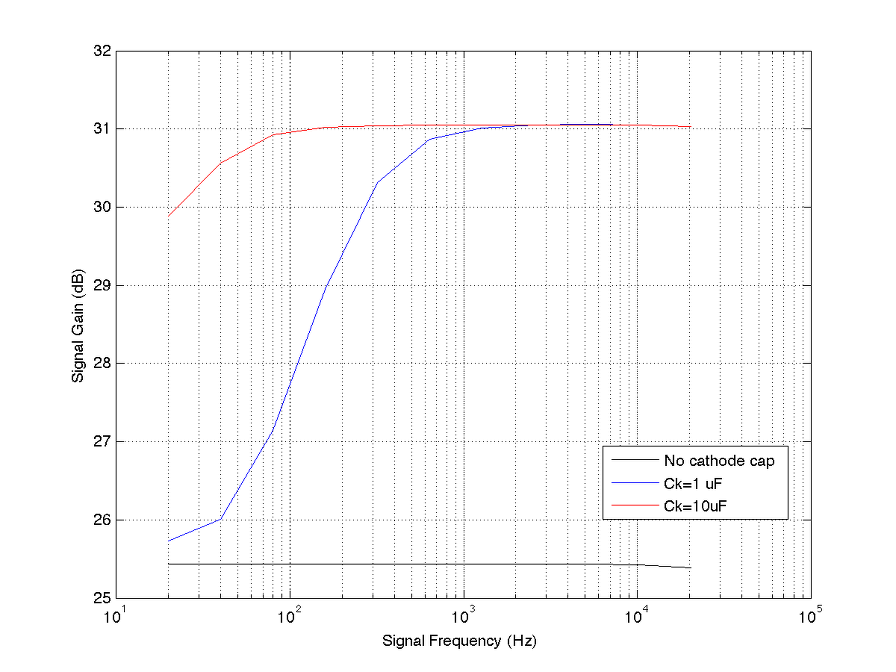 32
31
30
29
28
27
26
25
Signal Gain (dB)
No cathode cap
Ck=1 uF
Ck=10uF
10^1 10^2 10^3 10^4 10^5
Signal Frequency (Hz)